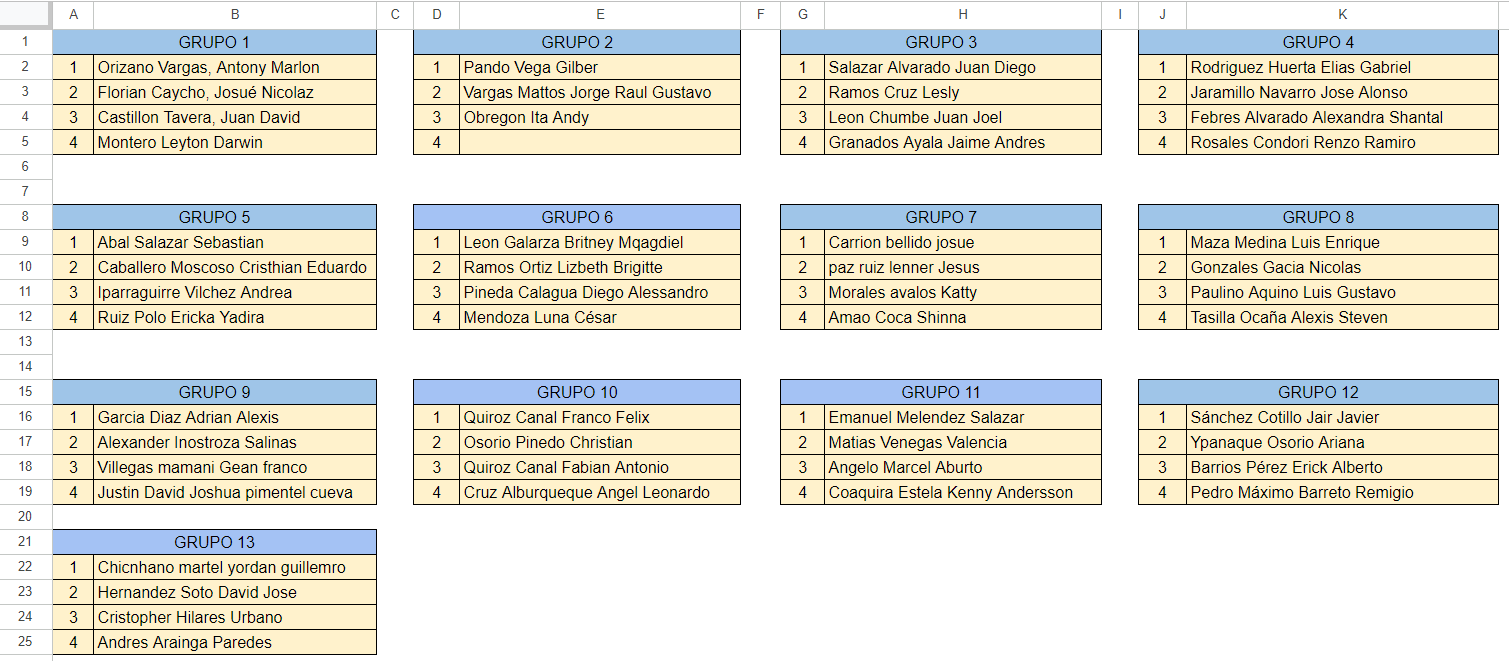 A B C D E F G H I J K
1 GRUPO 1 GRUPO 2 GRUPO 3 GRUPO 4
2 1 Orizano Vargas, Antony Marlon 1 Pando Vega Gilber 1 Salazar Alvarado Juan Diego 1 Rodriguez Huerta Elias Gabriel
3 2 Florian Caycho, Josué Nicolaz 2 Vargas Mattos Jorge Raul Gustavo 2 Ramos Cruz Lesly 2 Jaramillo Navarro Jose Alonso
4 3 Castillon Tavera, Juan David 3 Obregon Ita Andy 3 Leon Chumbe Juan Joel 3 Febres Alvarado Alexandra Shantal
5 4 Montero Leyton Darwin 4 4 Granados Ayala Jaime Andres 4 Rosales Condori Renzo Ramiro
6
7
8 GRUPO 5 GRUPO 6 GRUPO 7 GRUPO 8
9 1 Abal Salazar Sebastian 1 Leon Galarza Britney Mqagdiel 1 Carrion bellido josue 1 Maza Medina Luis Enrique
10 2 Caballero Moscoso Cristhian Eduardo 2 Ramos Ortiz Lizbeth Brigitte 2 paz ruiz lenner Jesus 2 Gonzales Gacia Nicolas
11 3 Iparraguirre Vilchez Andrea 3 Pineda Calagua Diego Alessandro 3 Morales avalos Katty 3 Paulino Aquino Luis Gustavo
12 4 Ruiz Polo Ericka Yadira 4 Mendoza Luna César 4 Amao Coca Shinna 4 Tasilla Ocaña Alexis Steven
13
14
15 GRUPO 9 GRUPO 10 GRUPO 11 GRUPO 12
16 1 Garcia Diaz Adrian Alexis 1 Quiroz Canal Franco Felix 1 Emanuel Melendez Salazar 1 Sánchez Cotillo Jair Javier
17 2 Alexander Inostroza Salinas 2 Osorio Pinedo Christian 2 Matias Venegas Valencia 2 Ypanaque Osorio Ariana
18 3 Villegas mamani Gean franco 3 Quiroz Canal Fabian Antonio 3 Angelo Marcel Aburto 3 Barrios Pérez Erick Alberto
19 4 Justin David Joshua pimentel cueva 4 Cruz Alburqueque Angel Leonardo 4 Coaquira Estela Kenny Andersson 4 Pedro Máximo Barreto Remigio
20
21 GRUPO 13
22 1 Chicnhano martel yordan guillemro
23 2 Hernandez Soto David Jose
24 3 Cristopher Hilares Urbano
25 4 Andres Arainga Paredes